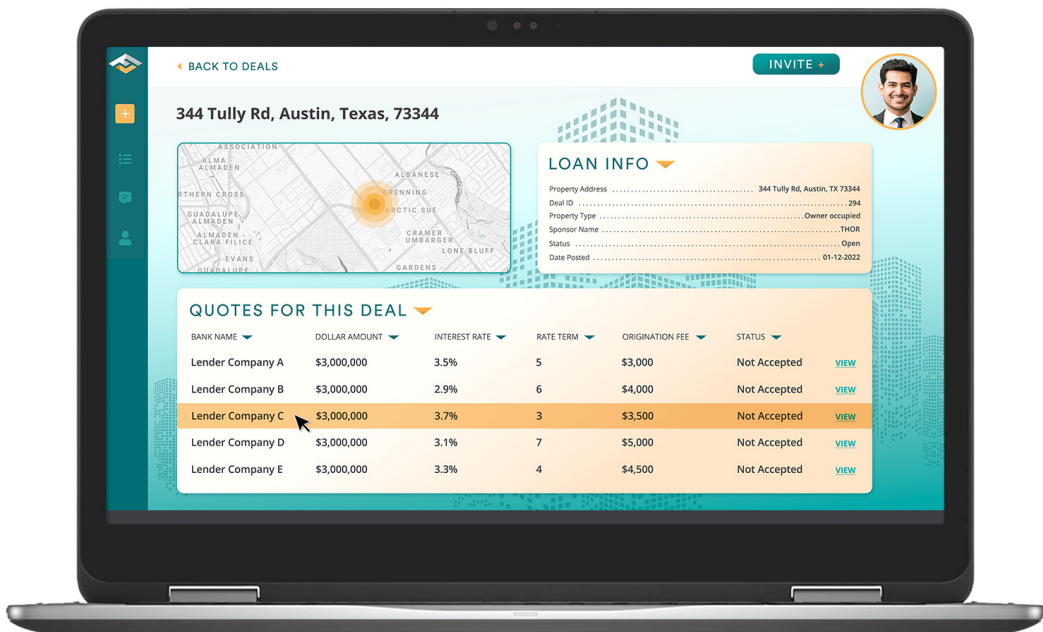 BACK TO DEALS
INVITE +
344 Tully Rd, Austin, Texas, 73344
ASSOCIATION
ALMA
ALMADEN
ALBANESE
RTHERN CROSS
BRENNING
ARCTIC SUE
GUADALUPE
ALMADEN
ALMADEN -
CLARA FILICE
CRAMER
UMBARGER
LONE BLUFF
EVANS
GARDENS
GUADALUPE
LOAN INFO
Property Address 344 Tully Rd, Austin, TX 73344
Deal ID 294
Property Type Owner occupied
Sponsor Name THOR
Status Open
Date Posted 01-12-2022
QUOTES FOR THIS DEAL
BANK NAME DOLLAR AMOUNT INTEREST RATE RATE TERM ORIGINATION FEE STATUS
Lender Company A $3,000,000 3.5% 5 $3,000 Not Accepted VIEW
Lender Company B $3,000,000 2.9% 6 $4,000 Not Accepted VIEW
Lender Company C $3,000,000 3.7% 3 $3,500 Not Accepted VIEW
Lender Company D $3,000,000 3.1% 7 $5,000 Not Accepted VIEW
Lender Company E $3,000,000 3.3% 4 $4,500 Not Accepted VIEW